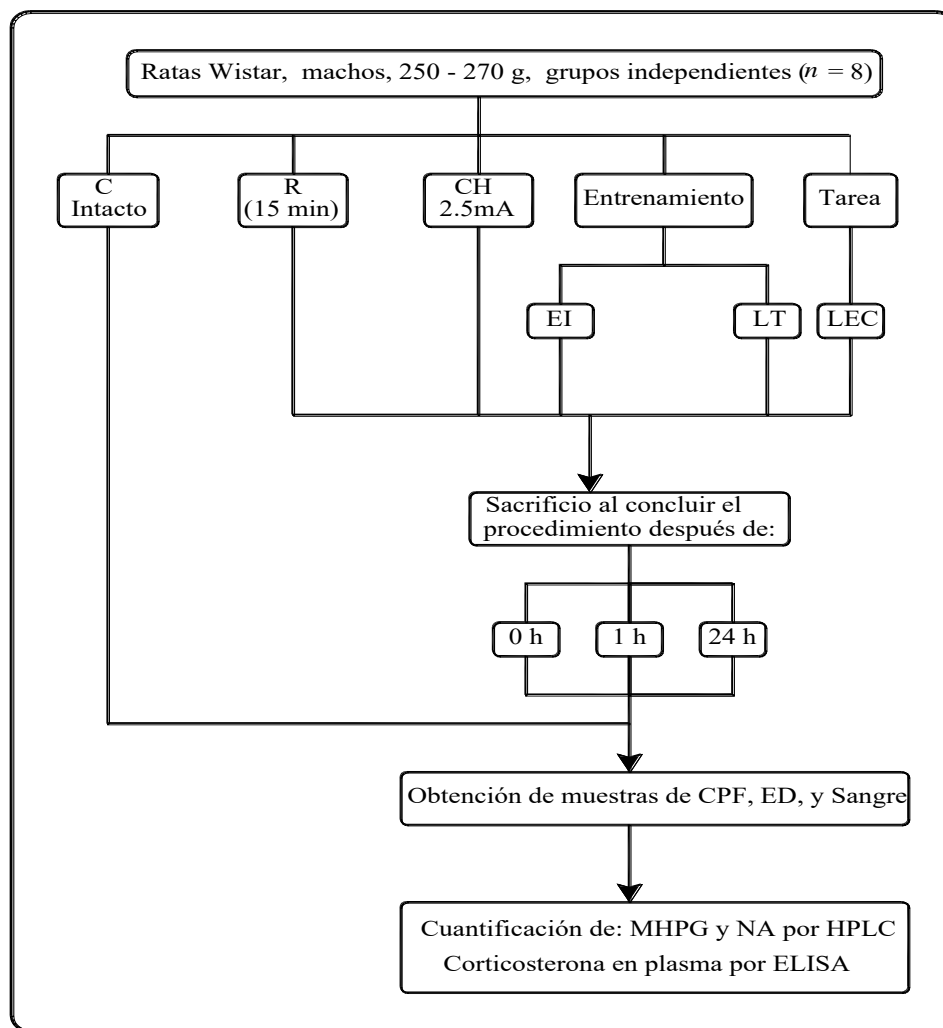 Ratas Wistar, machos, 250 - 270 g, grupos independientes (n = 8)
C
Intacto
R
(15 min)
CH
2.5mA
Entrenamiento
Tarea
EI
LT
LEC
Sacrificio al concluir el
procedimiento después de:
0 h
1 h
24 h
Obtención de muestras de CPF, ED, y Sangre
Cuantificación de: MHPG y NA por HPLC
Corticosterona en plasma por ELISA